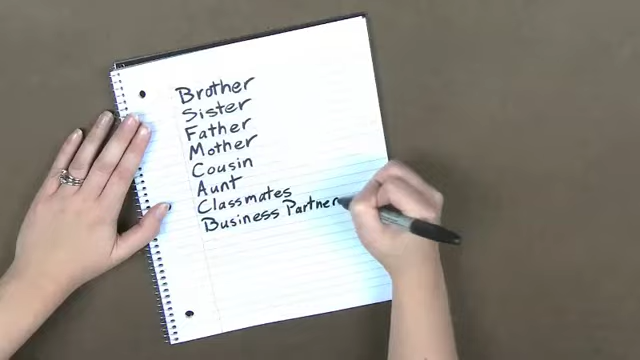 Brother
Sister
Father
Mother
Cousin
Aunt
Classmates
Business Partner